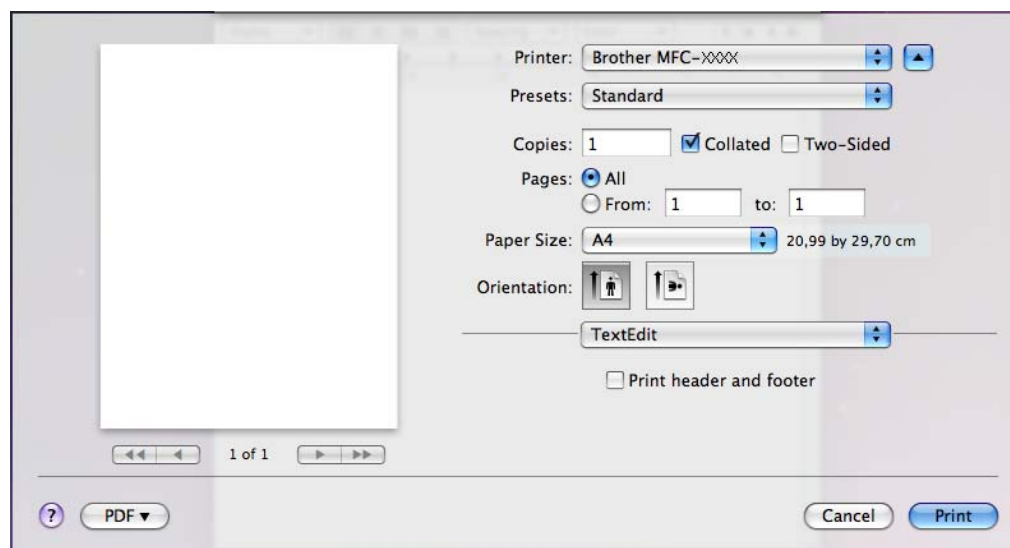 Printer: Brother MFC-XXXX
Presets: Standard
Copies: 1 Collated Two-Sided
Pages: All
From: 1 to: 1
Paper Size: A4 20,99 by 29,70 cm
Orientation:
TextEdit
Print header and footer
1 of 1
? PDF Cancel Print